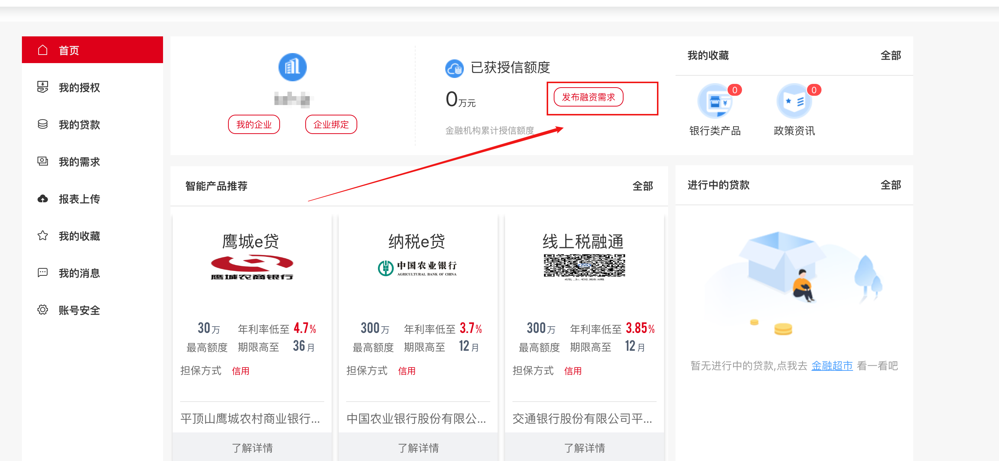 首页
我的授权
我的贷款
我的需求
报表上传
我的收藏
我的消息
账号安全
我的企业
企业绑定
已获授信额度
0万元
发布融资需求
金融机构累计授信额度
我的收藏
全部
0
0
银行类产品
政策资讯
智能产品推荐
全部
鹰城e贷
鹰城农商银行
30万
年利率低至 4.7%
最高额度
期限高至 36月
担保方式 信用
平顶山鹰城农村商业银行...
了解详情
纳税e贷
中国农业银行
AGRICULTURAL BANK OF CHINA
300万
年利率低至 3.7%
最高额度
期限高至 12月
担保方式 信用
中国农业银行股份有限公...
了解详情
线上税融通
线上税融通
300万
年利率低至 3.85%
最高额度
期限高至 12月
担保方式 信用
交通银行股份有限公司平...
了解详情
进行中的贷款
全部
暂无进行中的贷款,点我去 金融超市 看一看吧